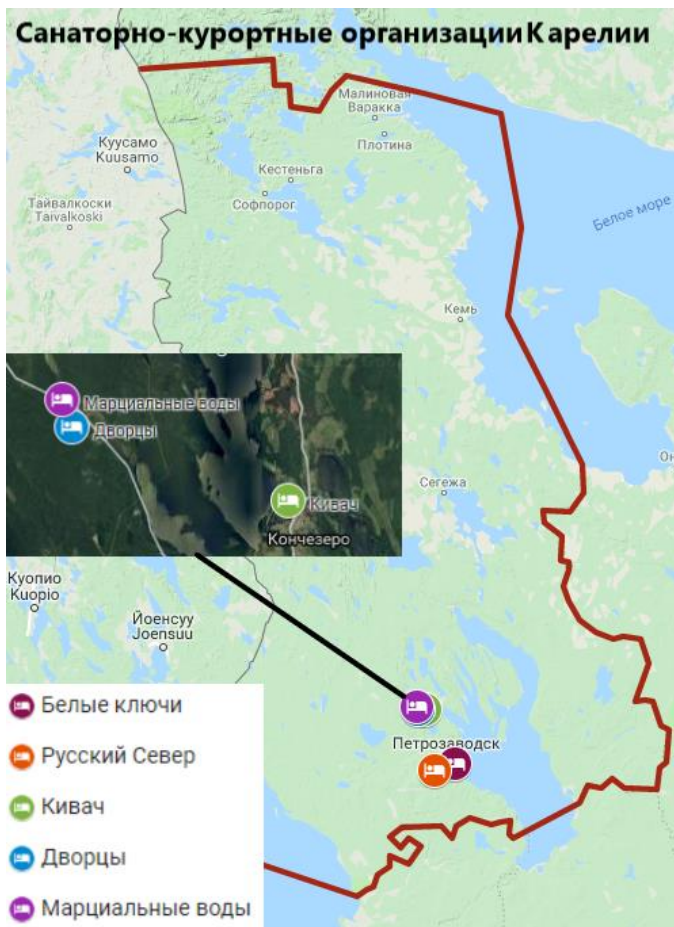 Санаторно-курортные организации Карелии
Малиновая
Варакка
Плотина
Куусамо
Kuusamo
Кестеньга
Тайвалкоски
Taivalkoski
Софпорог
Белое море
Кемь
Марциальные воды
Дворцы
Кивач
Кончезеро
Сегежа
Он
Куопио
Kuopio
Йоенсуу
Joensuu
Петрозаводск
Белые ключи
Русский Север
Кивач
Дворцы
Марциальные воды